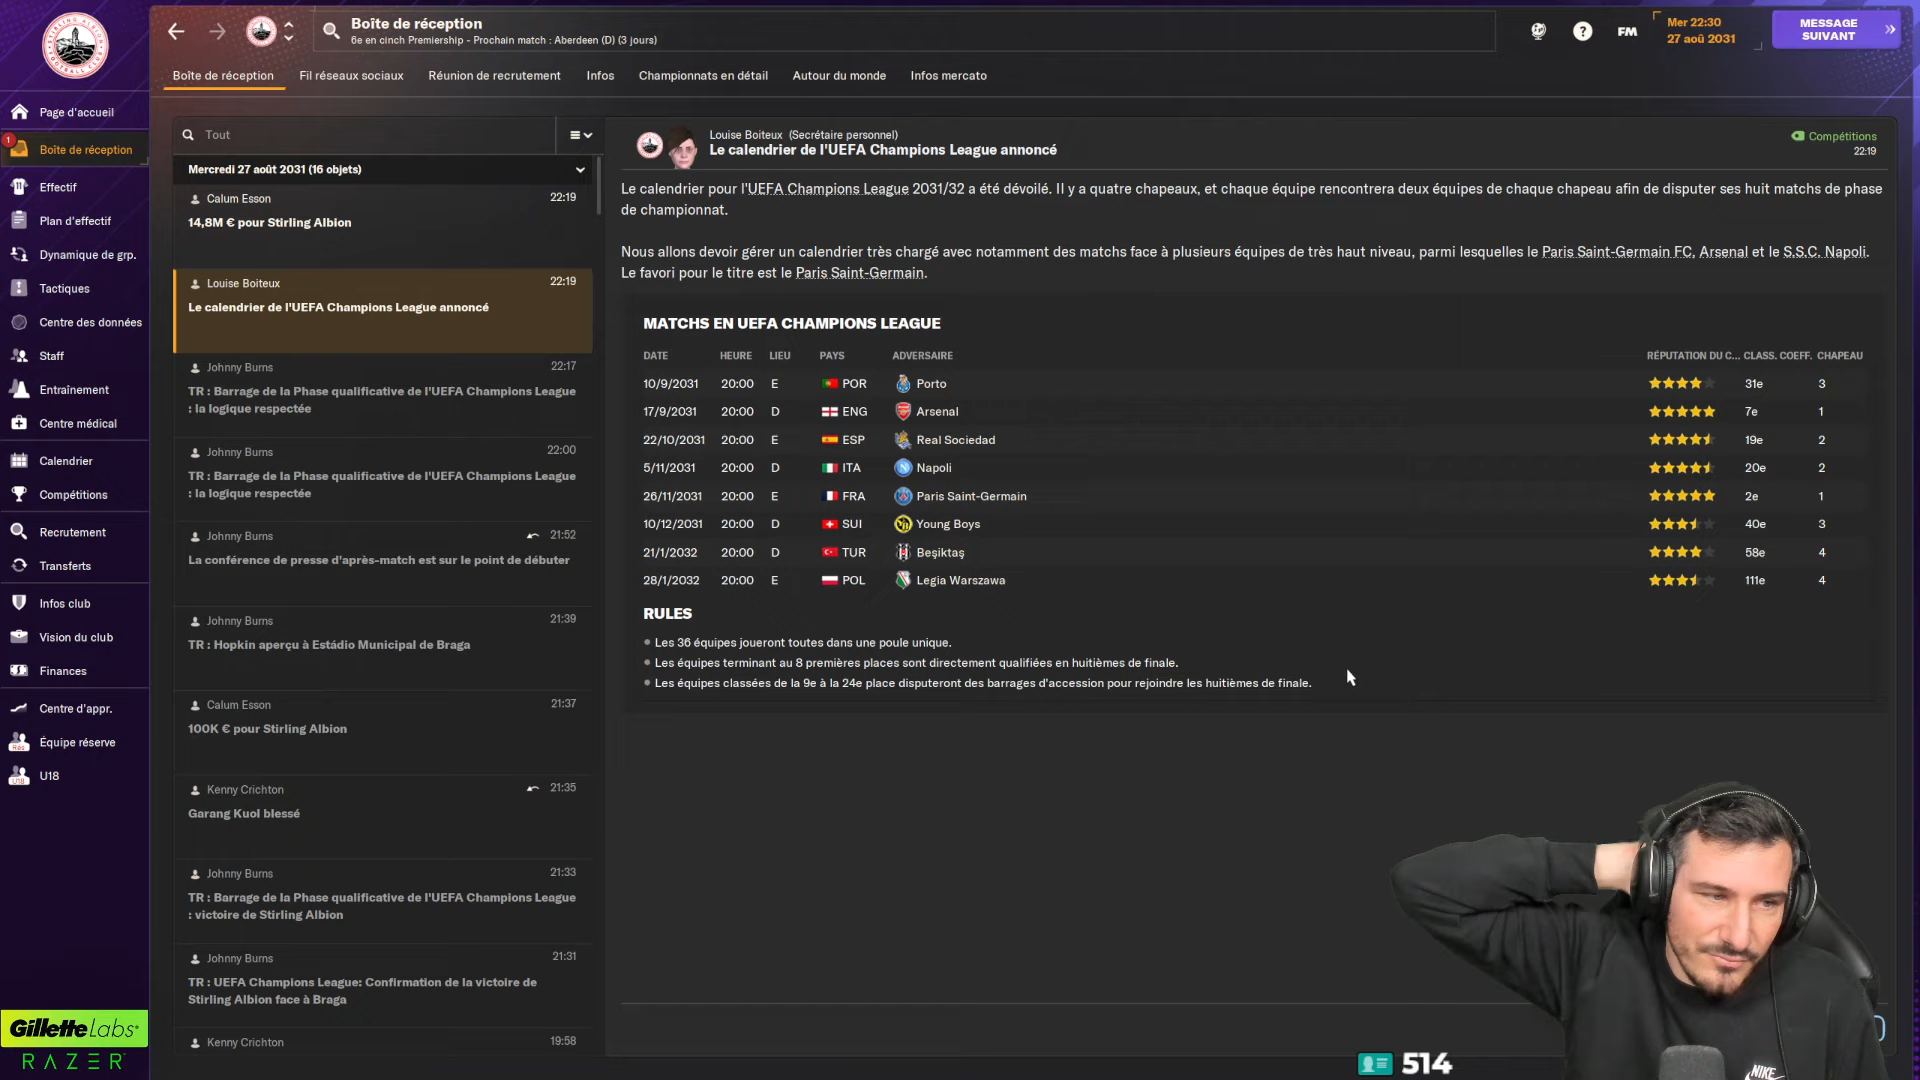 Boîte de réception
6e en cinch Premiership - Prochain match : Aberdeen (D) (3 jours)
FM
Mer 22:30
27 aoû 2031
MESSAGE
SUIVANT
Boîte de réception
Fil réseaux sociaux
Réunion de recrutement
Infos
Championnats en détail
Autour du monde
Infos mercato
Page d'accueil
1
Boîte de réception
Effectif
Plan d'effectif
Dynamique de grp.
Tactiques
Centre des données
Staff
Entraînement
Centre médical
Calendrier
Compétitions
Recrutement
Transferts
Infos club
Vision du club
Finances
Centre d'appr.
Équipe réserve
U18
Gillette Labs
RAZER
Tout
Mercredi 27 août 2031 (16 objets)
Calum Esson 22:19
14,8M € pour Stirling Albion
Louise Boiteux 22:19
Le calendrier de l'UEFA Champions League annoncé
Johnny Burns 22:17
TR : Barrage de la Phase qualificative de l'UEFA Champions League
: la logique respectée
Johnny Burns 22:00
TR : Barrage de la Phase qualificative de l'UEFA Champions League
: la logique respectée
Johnny Burns 21:52
La conférence de presse d'après-match est sur le point de débuter
Johnny Burns 21:39
TR : Hopkin aperçu à Estádio Municipal de Braga
Calum Esson 21:37
100K € pour Stirling Albion
Kenny Crichton 21:35
Garang Kuol blessé
Johnny Burns 21:33
TR : Barrage de la Phase qualificative de l'UEFA Champions League
: victoire de Stirling Albion
Johnny Burns 21:31
TR : UEFA Champions League: Confirmation de la victoire de
Stirling Albion face à Braga
Kenny Crichton 19:58
Louise Boiteux (Secrétaire personnel)
Le calendrier de l'UEFA Champions League annoncé
Compétitions
22:19
Le calendrier pour l'UEFA Champions League 2031/32 a été dévoilé. Il y a quatre chapeaux, et chaque équipe rencontrera deux équipes de chaque chapeau afin de disputer ses huit matchs de phase
de championnat.
Nous allons devoir gérer un calendrier très chargé avec notamment des matchs face à plusieurs équipes de très haut niveau, parmi lesquelles le Paris Saint-Germain FC, Arsenal et le S.S.C. Napoli.
Le favori pour le titre est le Paris Saint-Germain.
MATCHS EN UEFA CHAMPIONS LEAGUE
DATE HEURE LIEU PAYS ADVERSAIRE RÉPUTATION DU C... CLASS. COEFF. CHAPEAU
10/9/2031 20:00 E POR Porto 31e 3
17/9/2031 20:00 D ENG Arsenal 7e 1
22/10/2031 20:00 E ESP Real Sociedad 19e 2
5/11/2031 20:00 D ITA Napoli 20e 2
26/11/2031 20:00 E FRA Paris Saint-Germain 2e 1
10/12/2031 20:00 D SUI Young Boys 40e 3
21/1/2032 20:00 D TUR Beşiktaş 58e 4
28/1/2032 20:00 E POL Legia Warszawa 111e 4
RULES
Les 36 équipes joueront toutes dans une poule unique.
Les équipes terminant au 8 premières places sont directement qualifiées en huitièmes de finale.
Les équipes classées de la 9e à la 24e place disputeront des barrages d'accession pour rejoindre les huitièmes de finale.
514
NIKE